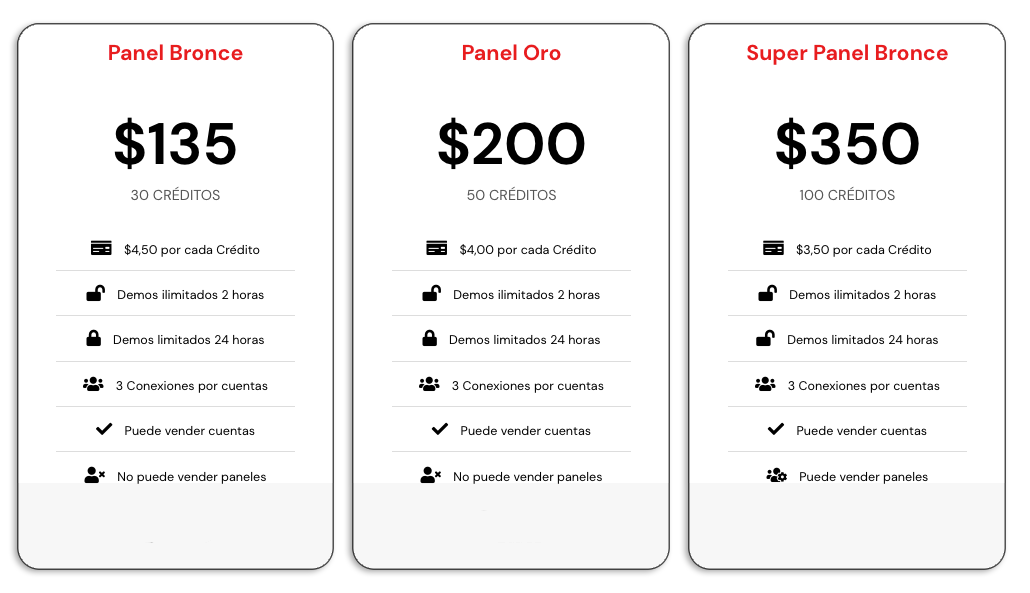 Panel Bronce
$135
30 CRÉDITOS
$4,50 por cada Crédito
Demos ilimitados 2 horas
Demos limitados 24 horas
3 Conexiones por cuentas
Puede vender cuentas
No puede vender paneles
Panel Oro
$200
50 CRÉDITOS
$4,00 por cada Crédito
Demos ilimitados 2 horas
Demos limitados 24 horas
3 Conexiones por cuentas
Puede vender cuentas
No puede vender paneles
Super Panel Bronce
$350
100 CRÉDITOS
$3,50 por cada Crédito
Demos ilimitados 2 horas
Demos limitados 24 horas
3 Conexiones por cuentas
Puede vender cuentas
Puede vender paneles